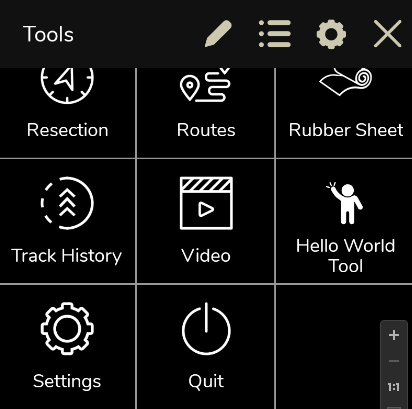 Tools
Resection
Routes
Rubber Sheet
Track History
Video
Hello World
Tool
Settings
Quit
+
−
1:1